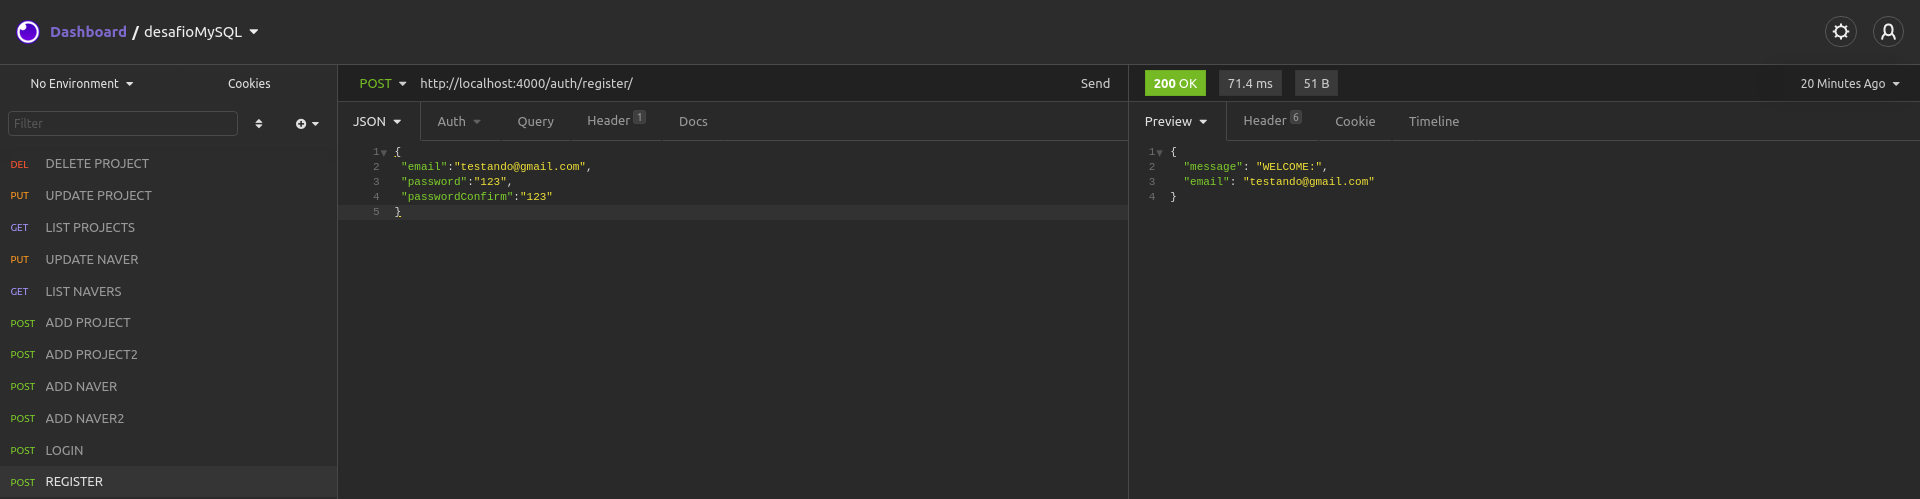 Dashboard / desafioMySQL
No Environment
Cookies
Filter
DEL DELETE PROJECT
PUT UPDATE PROJECT
GET LIST PROJECTS
PUT UPDATE NAVER
GET LIST NAVERS
POST ADD PROJECT
POST ADD PROJECT2
POST ADD NAVER
POST ADD NAVER2
POST LOGIN
POST REGISTER
POST http://localhost:4000/auth/register/ Send
JSON Auth Query Header 1 Docs
1 {
2 "email":"testando@gmail.com",
3 "password":"123",
4 "passwordConfirm":"123"
5 }
200 OK 71.4 ms 51 B 20 Minutes Ago
Preview Header 6 Cookie Timeline
1 {
2 "message": "WELCOME:",
3 "email": "testando@gmail.com"
4 }